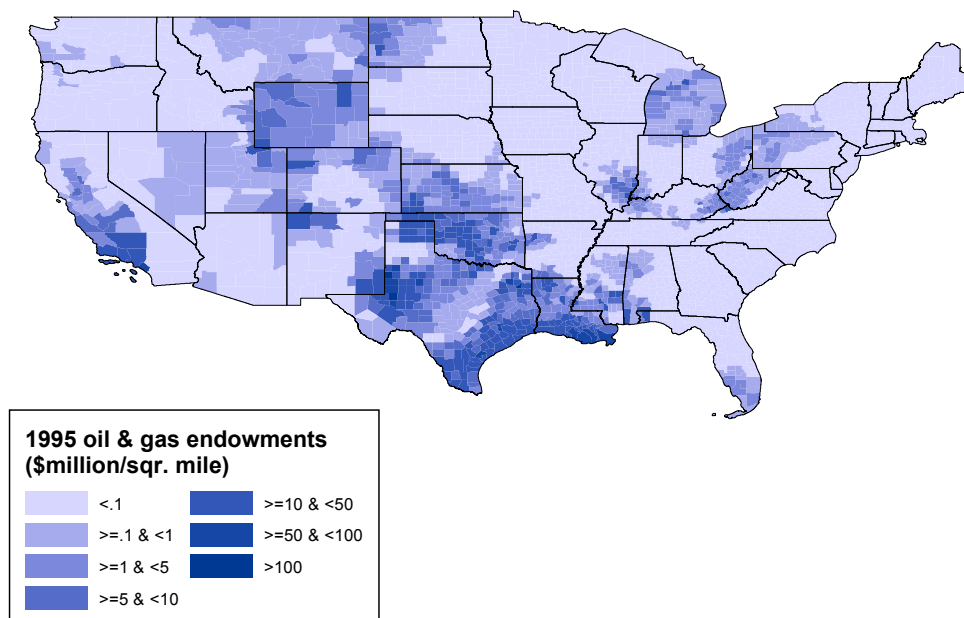 1995 oil & gas endowments
($million/sqr. mile)
<.1
>=.1 & <1
>=1 & <5
>=5 & <10
>=10 & <50
>=50 & <100
>100